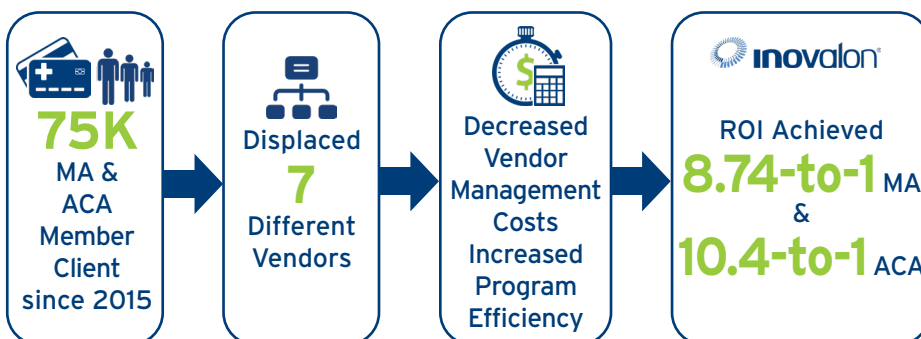 75K
MA &
ACA
Member
Client
since 2015
Displaced
7
Different
Vendors
$
Decreased
Vendor
Management
Costs
Increased
Program
Efficiency
inovalon®
ROI Achieved
8.74-to-1 MA
&
10.4-to-1 ACA